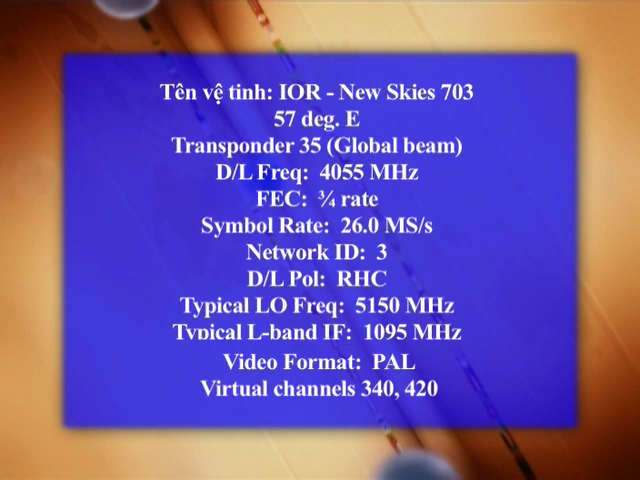 Tên vệ tinh: IOR - New Skies 703
57 deg. E
Transponder 35 (Global beam)
D/L Freq: 4055 MHz
FEC: ¾ rate
Symbol Rate: 26.0 MS/s
Network ID: 3
D/L Pol: RHC
Typical LO Freq: 5150 MHz
Typical L-band IF: 1095 MHz
Video Format: PAL
Virtual channels 340, 420